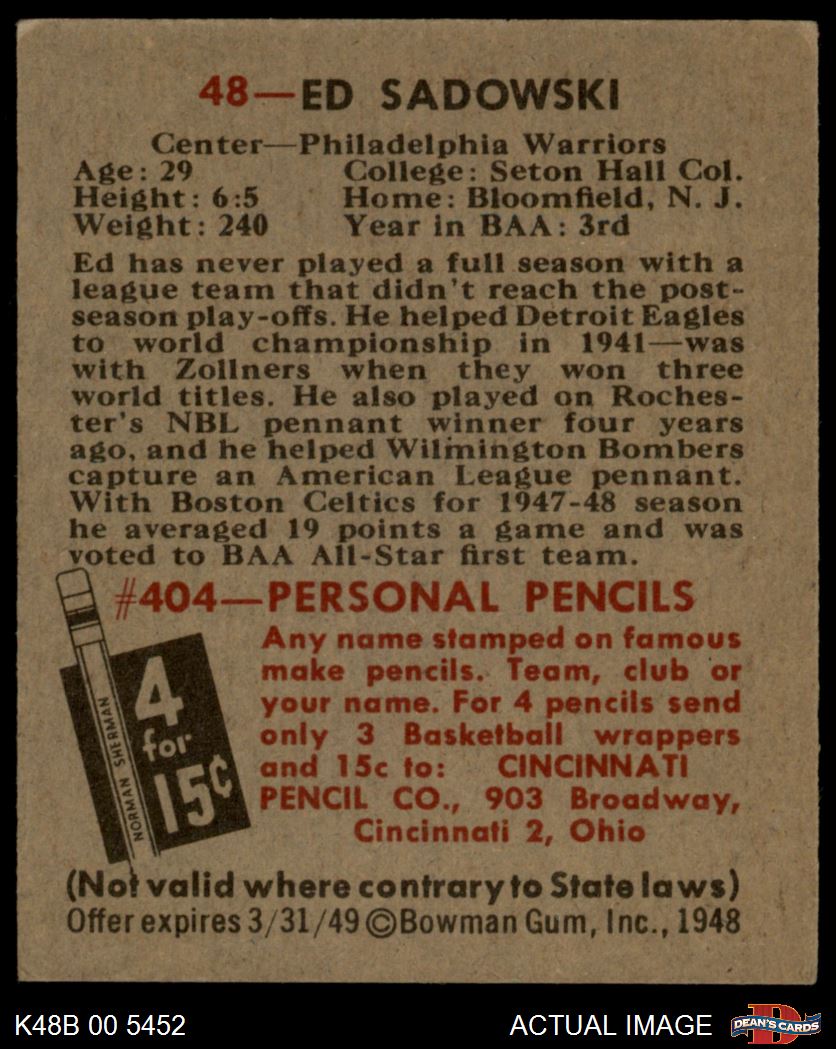 48—ED SADOWSKI
Center—Philadelphia Warriors
Age: 29 College: Seton Hall Col.
Height: 6:5 Home: Bloomfield, N. J.
Weight: 240 Year in BAA: 3rd
Ed has never played a full season with a
league team that didn't reach the post-
season play-offs. He helped Detroit Eagles
to world championship in 1941—was
with Zollners when they won three
world titles. He also played on Roches-
ter's NBL pennant winner four years
ago, and he helped Wilmington Bombers
capture an American League pennant.
With Boston Celtics for 1947-48 season
he averaged 19 points a game and was
voted to BAA All-Star first team.
#404—PERSONAL PENCILS
Any name stamped on famous
make pencils. Team, club or
your name. For 4 pencils send
only 3 Basketball wrappers
and 15c to: CINCINNATI
PENCIL CO., 903 Broadway,
Cincinnati 2, Ohio
4
for
15¢
NORMAN SHERMAN
(Not valid where contrary to State laws)
Offer expires 3/31/49 ©Bowman Gum, Inc., 1948
K48B 00 5452 ACTUAL IMAGE
D
DEAN'S CARDS